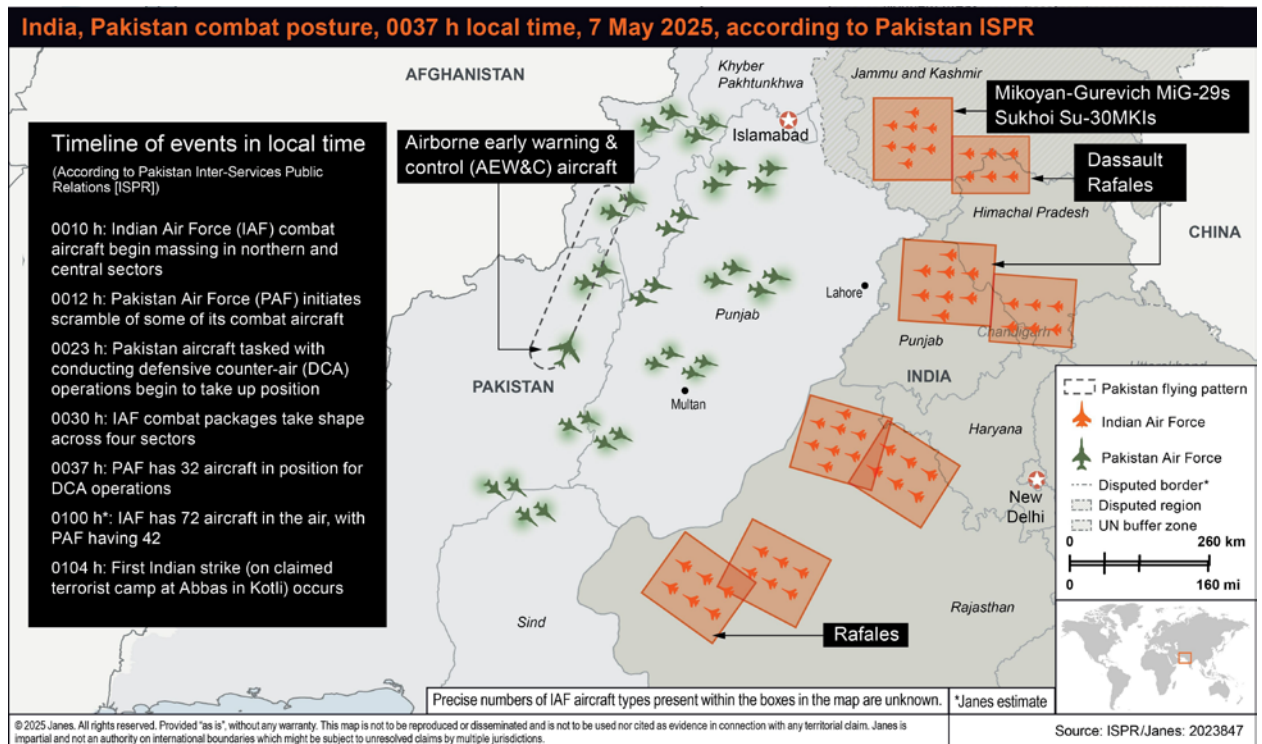 India, Pakistan combat posture, 0037 h local time, 7 May 2025, according to Pakistan ISPR
AFGHANISTAN
Khyber
Pakhtunkhwa
Jammu and Kashmir
Mikoyan-Gurevich MiG-29s
Sukhoi Su-30MKIs
Timeline of events in local time
(According to Pakistan Inter-Services Public
Relations [ISPR])
0010 h: Indian Air Force (IAF) combat
aircraft begin massing in northern and
central sectors
0012 h: Pakistan Air Force (PAF) initiates
scramble of some of its combat aircraft
0023 h: Pakistan aircraft tasked with
conducting defensive counter-air (DCA)
operations begin to take up position
0030 h: IAF combat packages take shape
across four sectors
0037 h: PAF has 32 aircraft in position for
DCA operations
0100 h*: IAF has 72 aircraft in the air, with
PAF having 42
0104 h: First Indian strike (on claimed
terrorist camp at Abbas in Kotli) occurs
Airborne early warning &
control (AEW&C) aircraft
Islamabad
Dassault
Rafales
Himachal Pradesh
CHINA
Lahore
Punjab
Chandigarh
Punjab
Uttarakhand
PAKISTAN
INDIA
Multan
Haryana
New
Delhi
Rajasthan
Sind
Rafales
Pakistan flying pattern
Indian Air Force
Pakistan Air Force
Disputed border*
Disputed region
UN buffer zone
0
260 km
0
160 mi
Precise numbers of IAF aircraft types present within the boxes in the map are unknown.
*Janes estimate
© 2025 Janes. All rights reserved. Provided “as is”, without any warranty. This map is not to be reproduced or disseminated and is not to be used nor cited as evidence in connection with any territorial claim. Janes is
impartial and not an authority on international boundaries which might be subject to unresolved claims by multiple jurisdictions.
Source: ISPR/Janes: 2023847